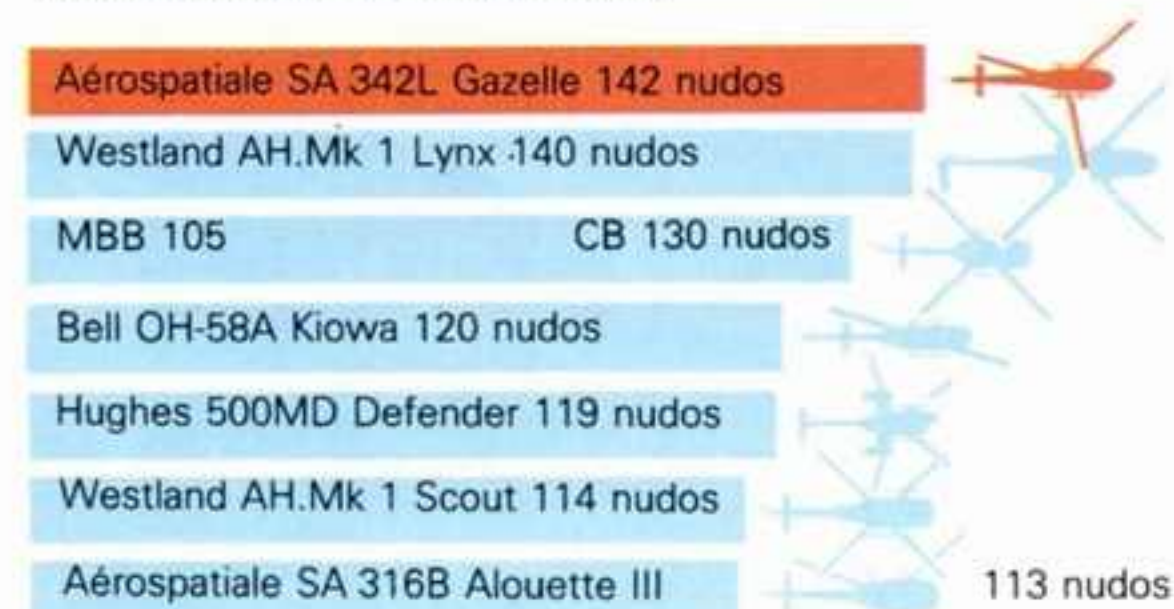 Aérospatiale SA 342L Gazelle 142 nudos
Westland AH.Mk 1 Lynx 140 nudos
MBB 105 CB 130 nudos
Bell OH-58A Kiowa 120 nudos
Hughes 500MD Defender 119 nudos
Westland AH.Mk 1 Scout 114 nudos
Aérospatiale SA 316B Alouette III 113 nudos